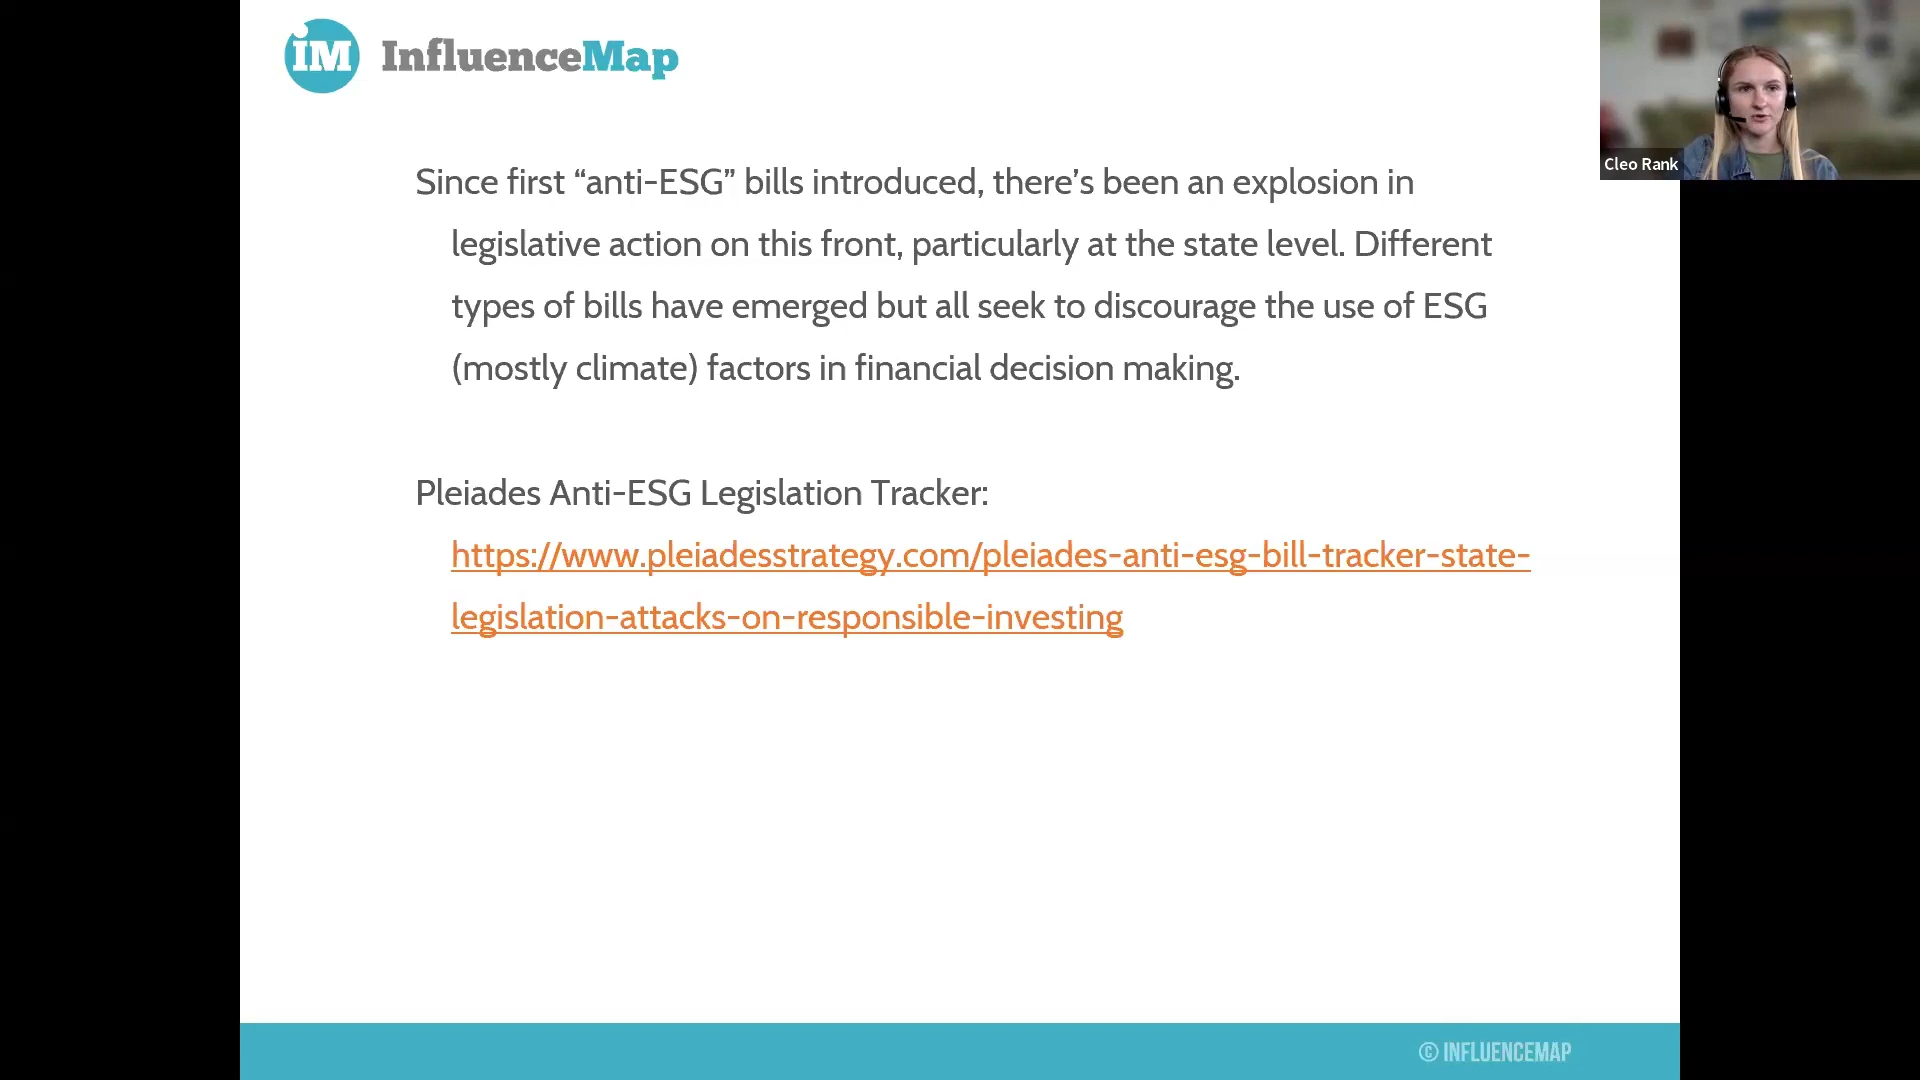 iM InfluenceMap
Cleo Rank
Since first “anti-ESG” bills introduced, there’s been an explosion in
legislative action on this front, particularly at the state level. Different
types of bills have emerged but all seek to discourage the use of ESG
(mostly climate) factors in financial decision making.
Pleiades Anti-ESG Legislation Tracker:
https://www.pleiadesstrategy.com/pleiades-anti-esg-bill-tracker-state-
legislation-attacks-on-responsible-investing
© INFLUENCEMAP